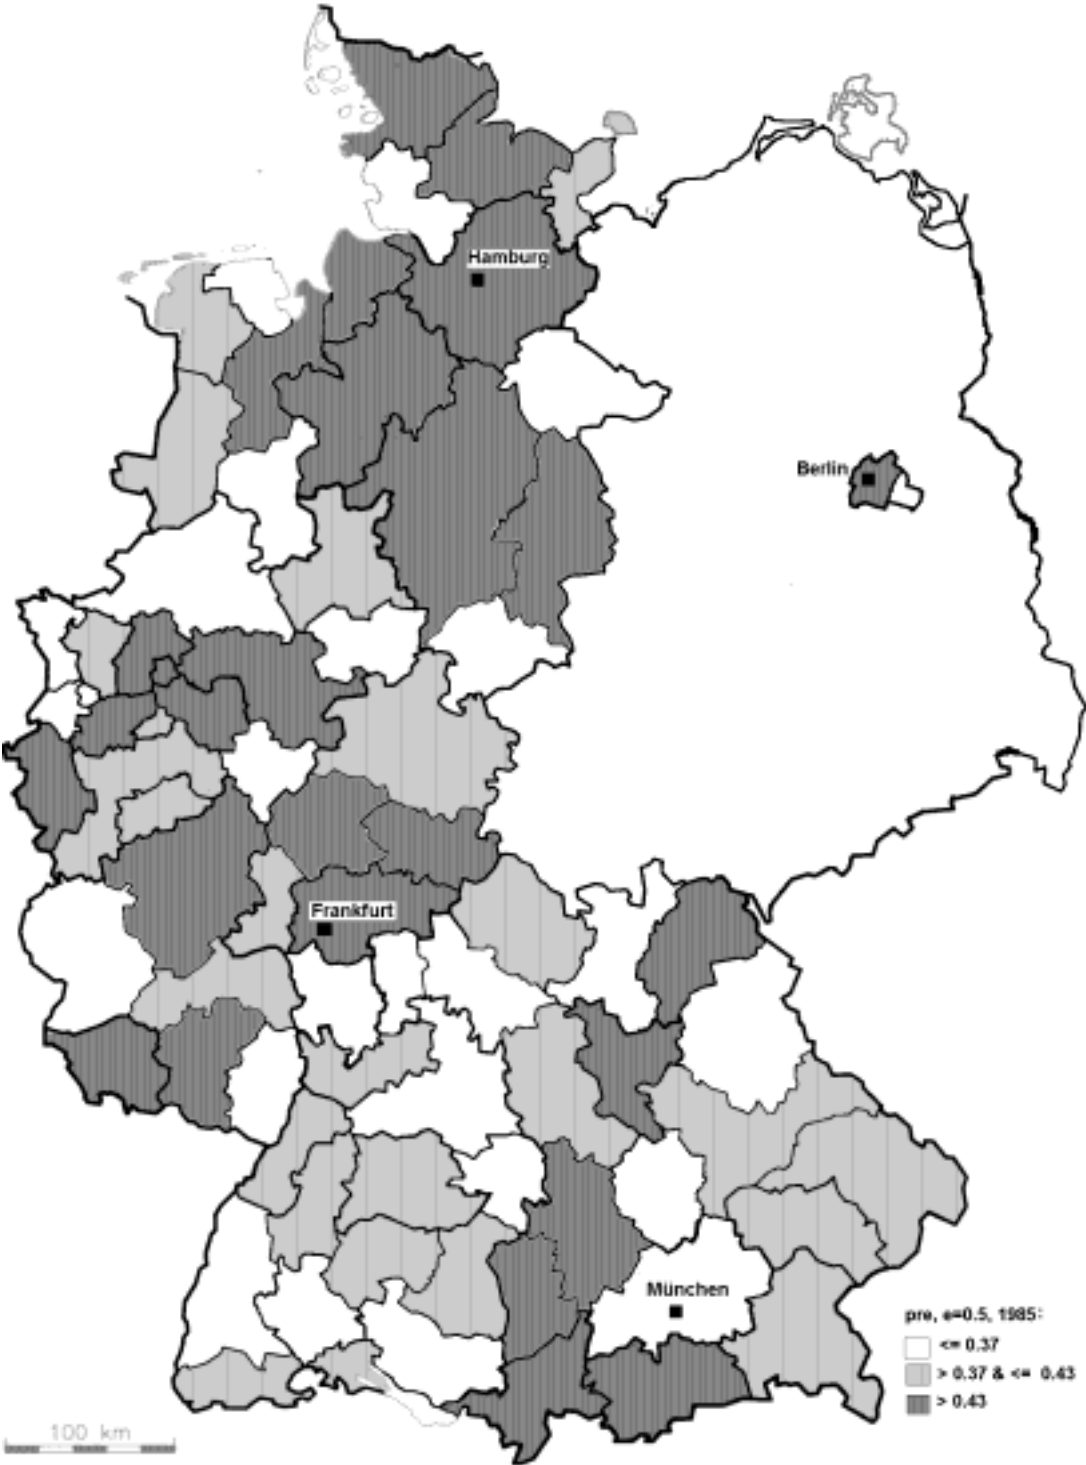 Hamburg
Berlin
Frankfurt
München
pre, e=0.5, 1985:
<= 0.37
> 0.37 & <= 0.43
> 0.43
100 km